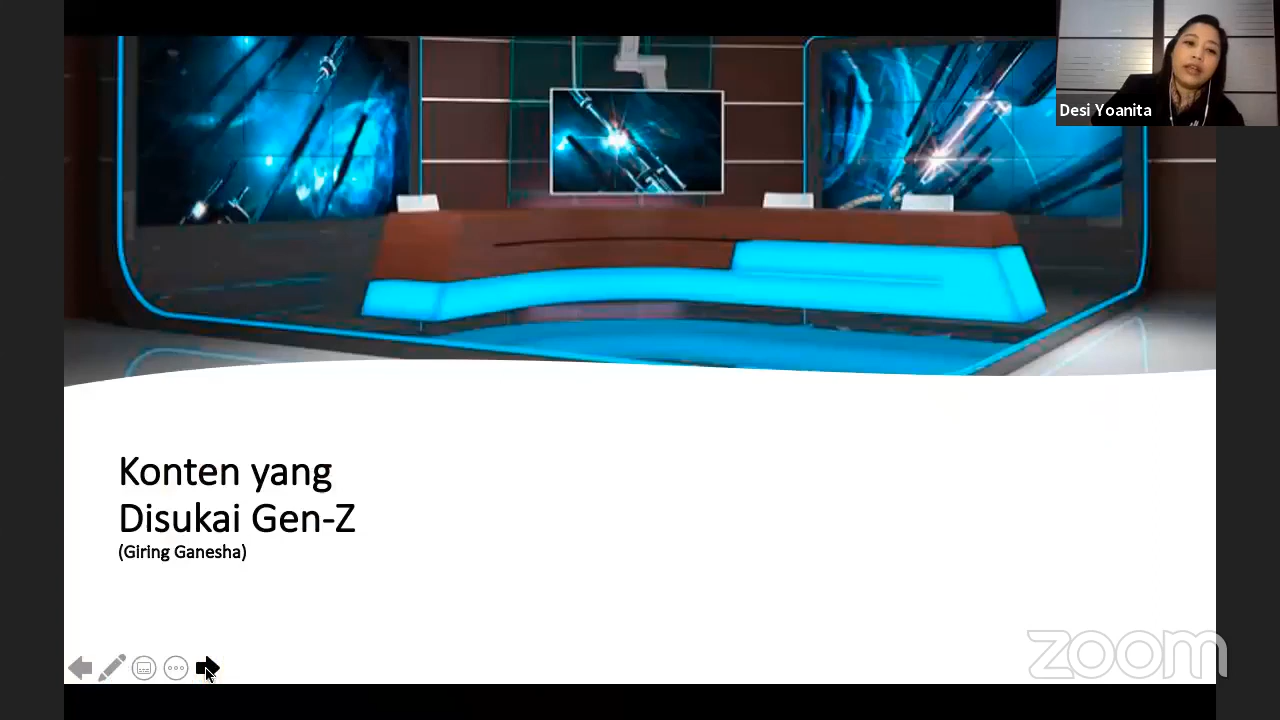 Desi Yoanita
Konten yang
Disukai Gen-Z
(Giring Ganesha)
zoom